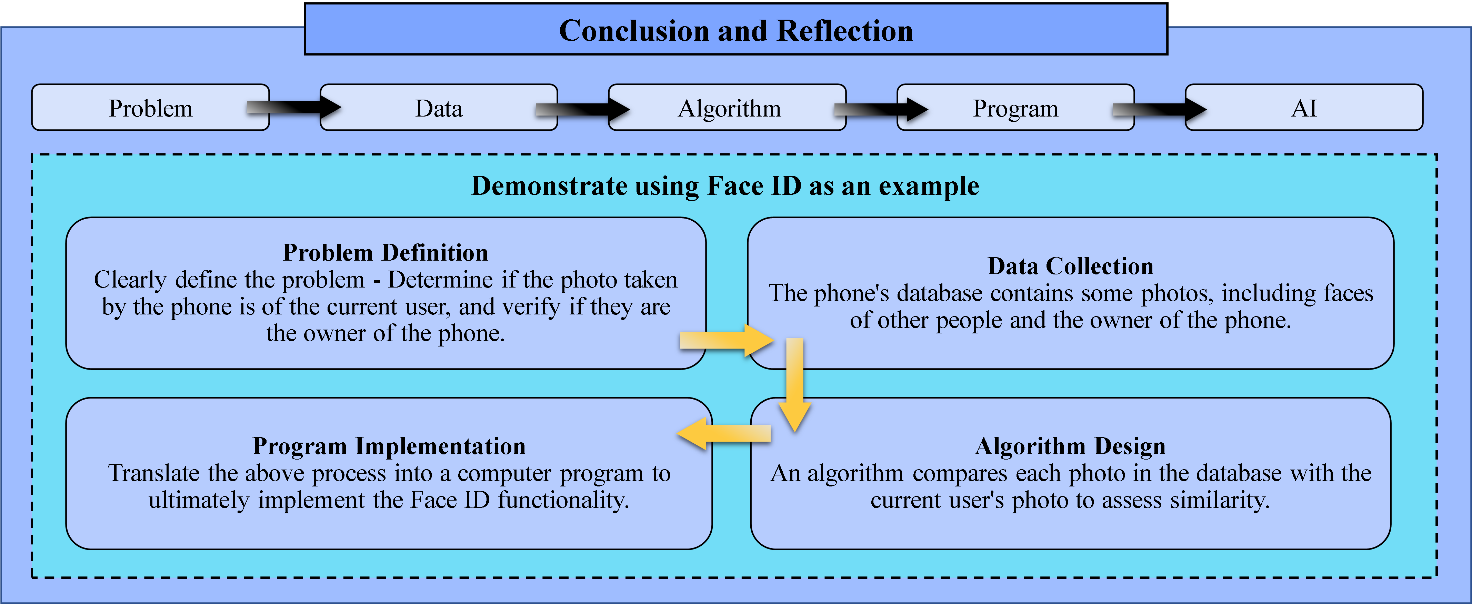 Conclusion and Reflection
Problem
Data
Algorithm
Program
AI
Demonstrate using Face ID as an example
Problem Definition
Clearly define the problem - Determine if the photo taken
by the phone is of the current user, and verify if they are
the owner of the phone.
Data Collection
The phone's database contains some photos, including faces
of other people and the owner of the phone.
Program Implementation
Translate the above process into a computer program to
ultimately implement the Face ID functionality.
Algorithm Design
An algorithm compares each photo in the database with the
current user's photo to assess similarity.